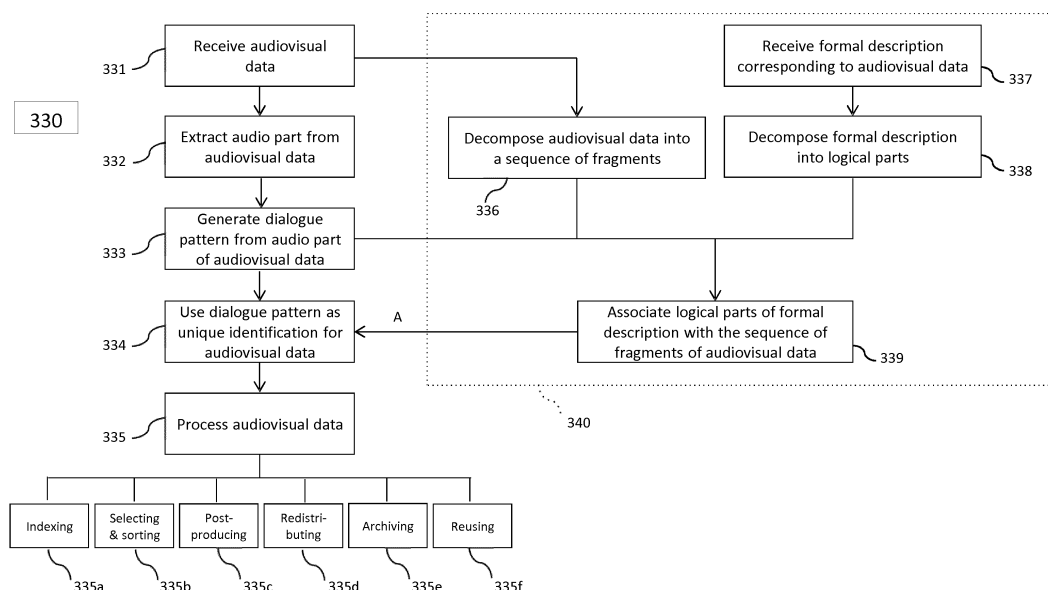 Receive audiovisual
data
331
Receive formal description
corresponding to audiovisual data
337
330
Extract audio part from
audiovisual data
332
Decompose audiovisual data into
a sequence of fragments
336
Decompose formal description
into logical parts
338
Generate dialogue
pattern from audio part
of audiovisual data
333
Use dialogue pattern as
unique identification for
audiovisual data
334
A
Associate logical parts of formal
description with the sequence of
fragments of audiovisual data
339
340
Process audiovisual data
335
Indexing
Selecting
& sorting
Post-
producing
Redistri-
buting
Archiving
Reusing
335a
335b
335c
335d
335e
335f